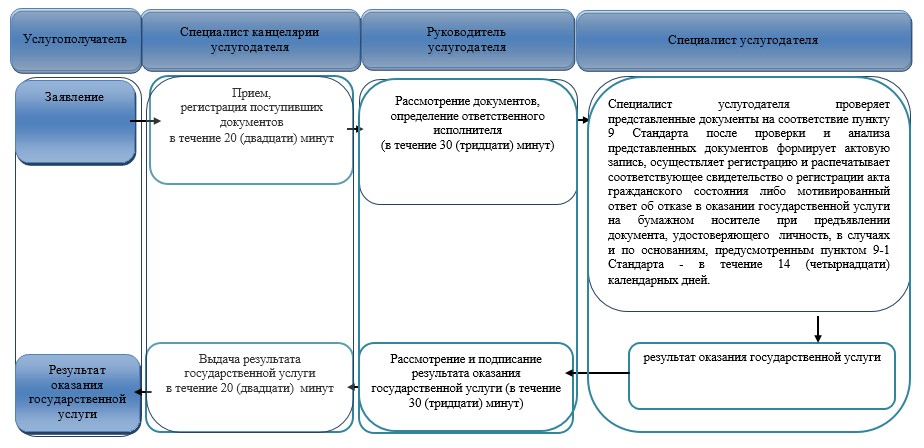 Услугополучатель
Специалист канцелярии
услугодателя
Руководитель
услугодателя
Специалист услугодателя
Заявление
Прием,
регистрация поступивших
документов
в течение 20 (двадцати) минут
Рассмотрение документов,
определение ответственного
исполнителя
(в течение 30 (тридцати) минут)
Специалист услугодателя проверяет
представленные документы на соответствие пункту
9 Стандарта после проверки и анализа
представленных документов формирует актовую
запись, осуществляет регистрацию и распечатывает
соответствующее свидетельство о регистрации акта
гражданского состояния либо мотивированный
ответ об отказе в оказании государственной услуги
на бумажном носителе при предъявлении
документа, удостоверяющего личность, в случаях
и по основаниям, предусмотренным пунктом 9-1
Стандарта - в течение 14 (четырнадцати)
календарных дней.
результат оказания государственной услуги
Рассмотрение и подписание
результата оказания
государственной услуги (в течение
30 (тридцати) минут)
Выдача результата
государственной услуги
в течение 20 (двадцати) минут
Результат
оказания
государственной
услуги